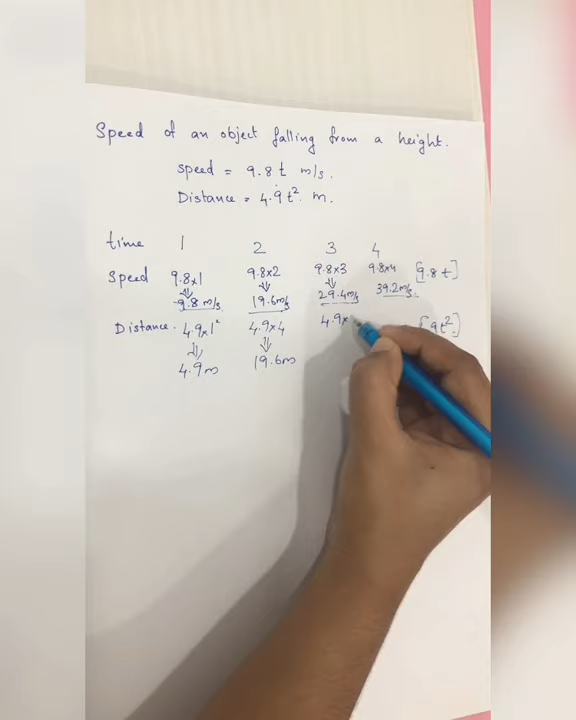 Speed of an object falling from a height.
speed = 9.8 t m/s.
Distance = 4.9 t². m.
time 1 2 3 4
Speed 9.8×1 9.8×2 9.8×3 9.8×4 [9.8 t]
⇓ ⇓ ⇓
9.8 m/s 19.6m/s 29.4m/s 39.2m/s.
Distance. 4.9×1² 4.9×4 4.9× [ 9t²]
⇓ ⇓
4.9m 19.6m